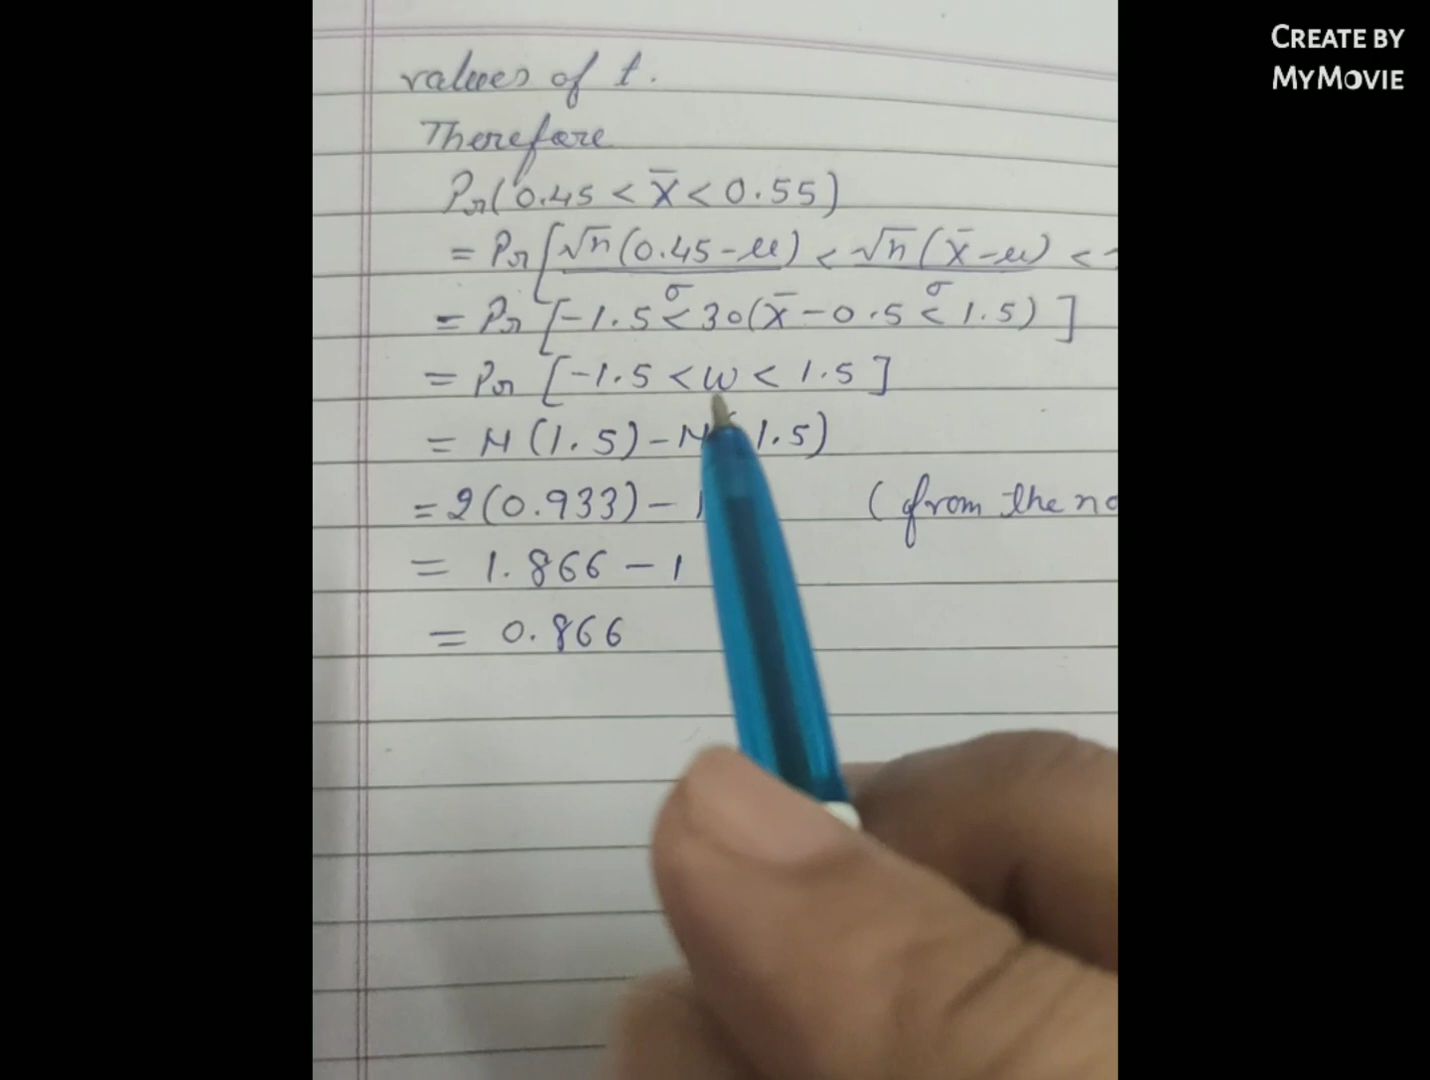 values of t.
Therefore
Pr(0.45 < X̄ < 0.55)
= Pr[√n(0.45-μ)/σ < √n(X̄-μ)/σ <
= Pr [-1.5 < 30(X̄-0.5 < 1.5)]
= Pr [-1.5 < W < 1.5]
= N(1.5)-N 1.5)
= 2(0.933)-1 (from the
= 1.866-1
= 0.866
CREATE BY
MYMOVIE